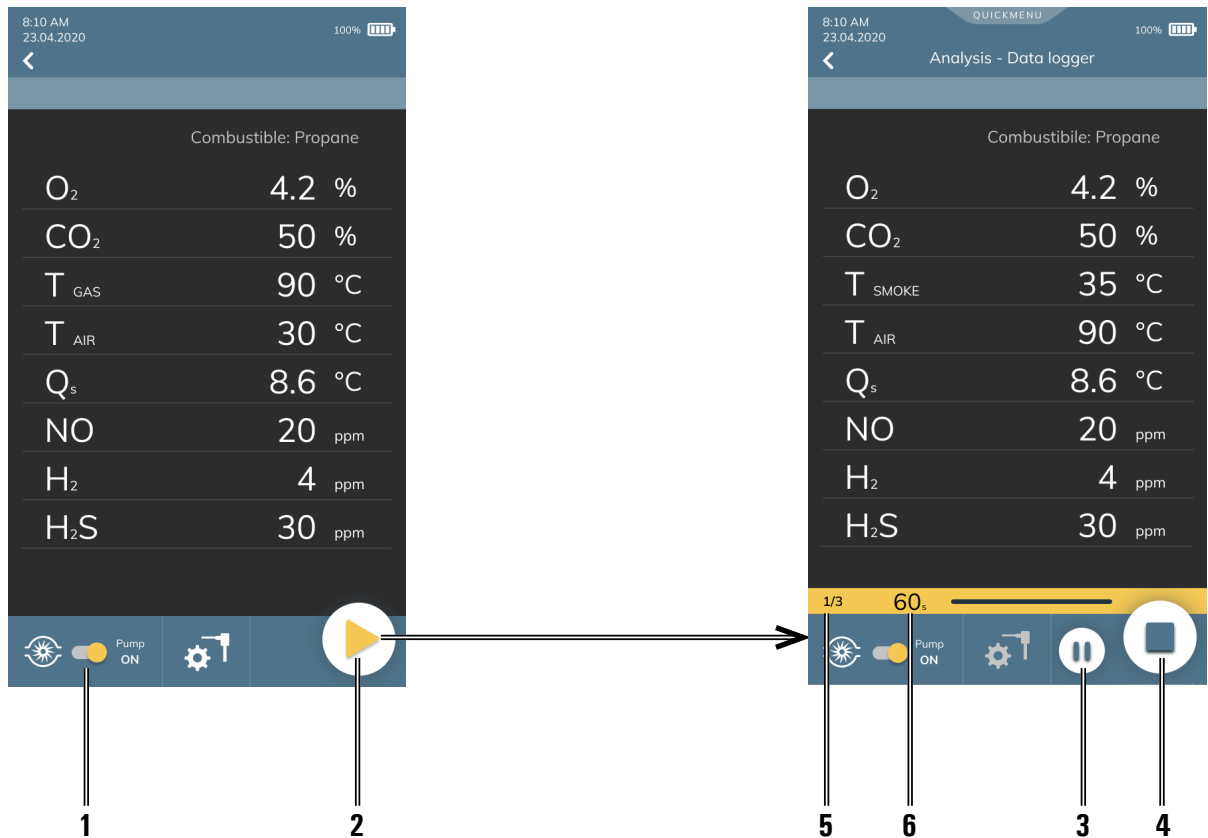 8:10 AM
23.04.2020
100%
Combustible: Propane
O₂ 4.2 %
CO₂ 50 %
T GAS 90 °C
T AIR 30 °C
Qs 8.6 °C
NO 20 ppm
H₂ 4 ppm
H₂S 30 ppm
Pump
ON
1
2
QUICKMENU
8:10 AM
23.04.2020
100%
Analysis - Data logger
Combustibile: Propane
O₂ 4.2 %
CO₂ 50 %
T SMOKE 35 °C
T AIR 90 °C
Qs 8.6 °C
NO 20 ppm
H₂ 4 ppm
H₂S 30 ppm
1/3 60s
Pump
ON
5 6 3 4